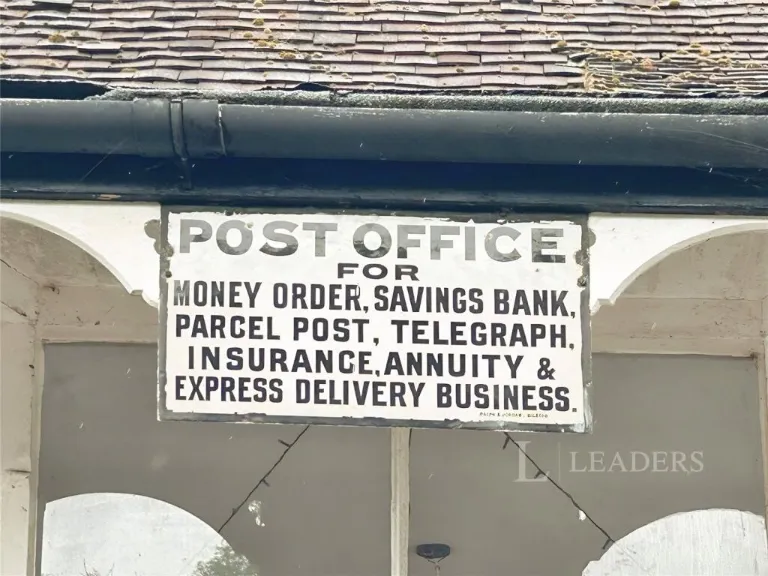 POST OFFICE
FOR
MONEY ORDER, SAVINGS BANK,
PARCEL POST, TELEGRAPH,
INSURANCE, ANNUITY &
EXPRESS DELIVERY BUSINESS.
L | LEADERS